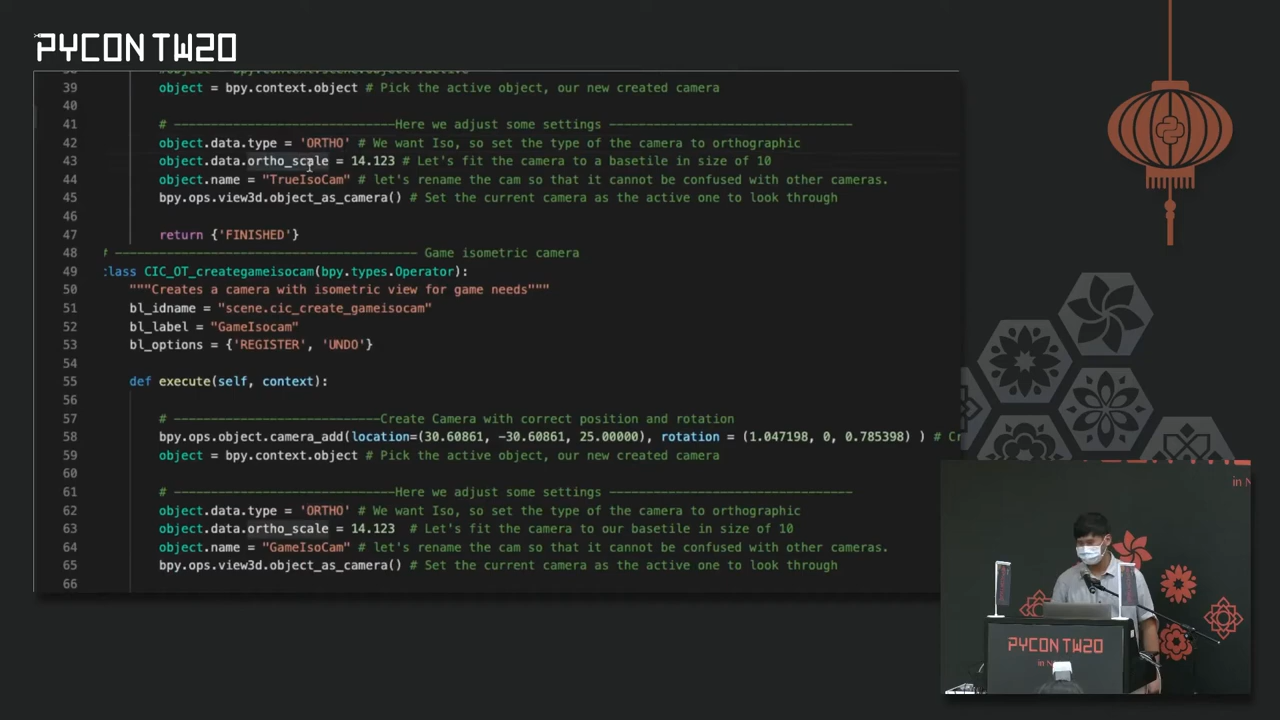 PYCON TW20
39 object = bpy.context.object # Pick the active object, our new created camera
40
41 # ----------------------------Here we adjust some settings ---------------------------------
42 object.data.type = 'ORTHO' # We want Iso, so set the type of the camera to orthographic
43 object.data.ortho_scale = 14.123 # Let's fit the camera to a basetile in size of 10
44 object.name = "TrueIsoCam" # let's rename the cam so that it cannot be confused with other cameras.
45 bpy.ops.view3d.object_as_camera() # Set the current camera as the active one to look through
46
47 return {'FINISHED'}
48 # ----------------------------------------- Game isometric camera
49 class CIC_OT_creategameisocam(bpy.types.Operator):
50 """Creates a camera with isometric view for game needs"""
51 bl_idname = "scene.cic_create_gameisocam"
52 bl_label = "GameIsocam"
53 bl_options = {'REGISTER', 'UNDO'}
54
55 def execute(self, context):
56
57 # ----------------------------Create Camera with correct position and rotation
58 bpy.ops.object.camera_add(location=(30.60861, -30.60861, 25.00000), rotation = (1.047198, 0, 0.785398) ) # Cr
59 object = bpy.context.object # Pick the active object, our new created camera
60
61 # ----------------------------Here we adjust some settings ---------------------------------
62 object.data.type = 'ORTHO' # We want Iso, so set the type of the camera to orthographic
63 object.data.ortho_scale = 14.123 # Let's fit the camera to our basetile in size of 10
64 object.name = "GameIsoCam" # let's rename the cam so that it cannot be confused with other cameras.
65 bpy.ops.view3d.object_as_camera() # Set the current camera as the active one to look through
66
in N
PYCON TW20
in